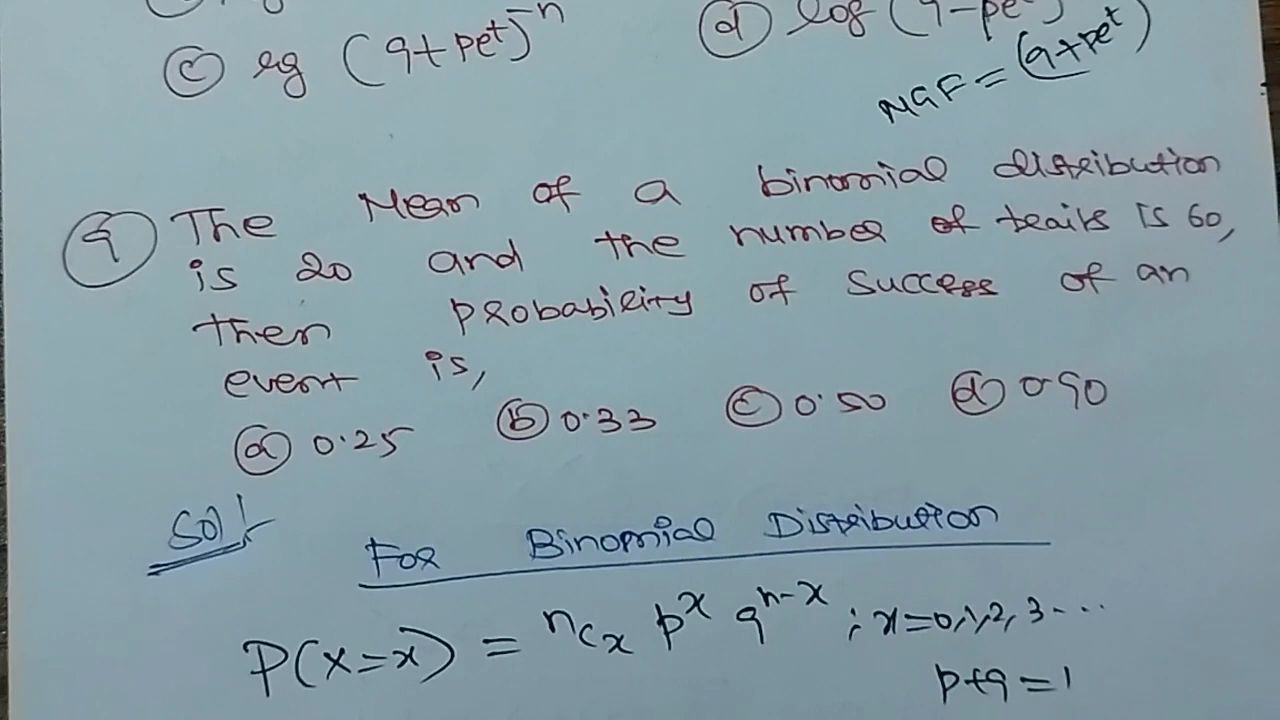 (c) log (q+pe^t)^-n (d) log (q-pe^t)
MGF = (q+pe^t)
(9) The Mean of a binomial distribution
is 20 and the number of trails is 60,
then probability of success of an
event is,
(a) 0.25 (b) 0.33 (c) 0.50 (d) 0.90
Sol:-
For Binomial Distribution
P(X=x) = nCx p^x q^n-x ; x=0,1,2,3...
p+q=1